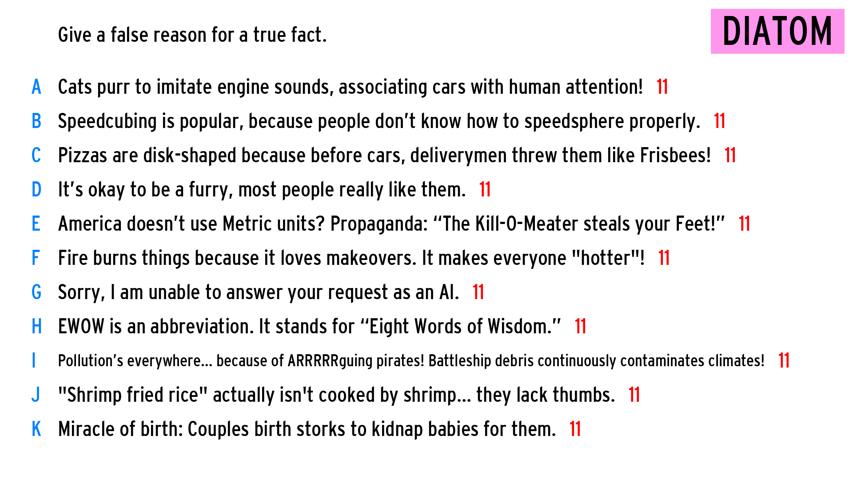 Give a false reason for a true fact.
DIATOM
A Cats purr to imitate engine sounds, associating cars with human attention! 11
B Speedcubing is popular, because people don’t know how to speedsphere properly. 11
C Pizzas are disk-shaped because before cars, deliverymen threw them like Frisbees! 11
D It’s okay to be a furry, most people really like them. 11
E America doesn’t use Metric units? Propaganda: “The Kill-O-Meater steals your Feet!” 11
F Fire burns things because it loves makeovers. It makes everyone "hotter"! 11
G Sorry, I am unable to answer your request as an AI. 11
H EWOW is an abbreviation. It stands for “Eight Words of Wisdom.” 11
I Pollution’s everywhere... because of ARRRRRguing pirates! Battleship debris continuously contaminates climates! 11
J "Shrimp fried rice" actually isn't cooked by shrimp... they lack thumbs. 11
K Miracle of birth: Couples birth storks to kidnap babies for them. 11